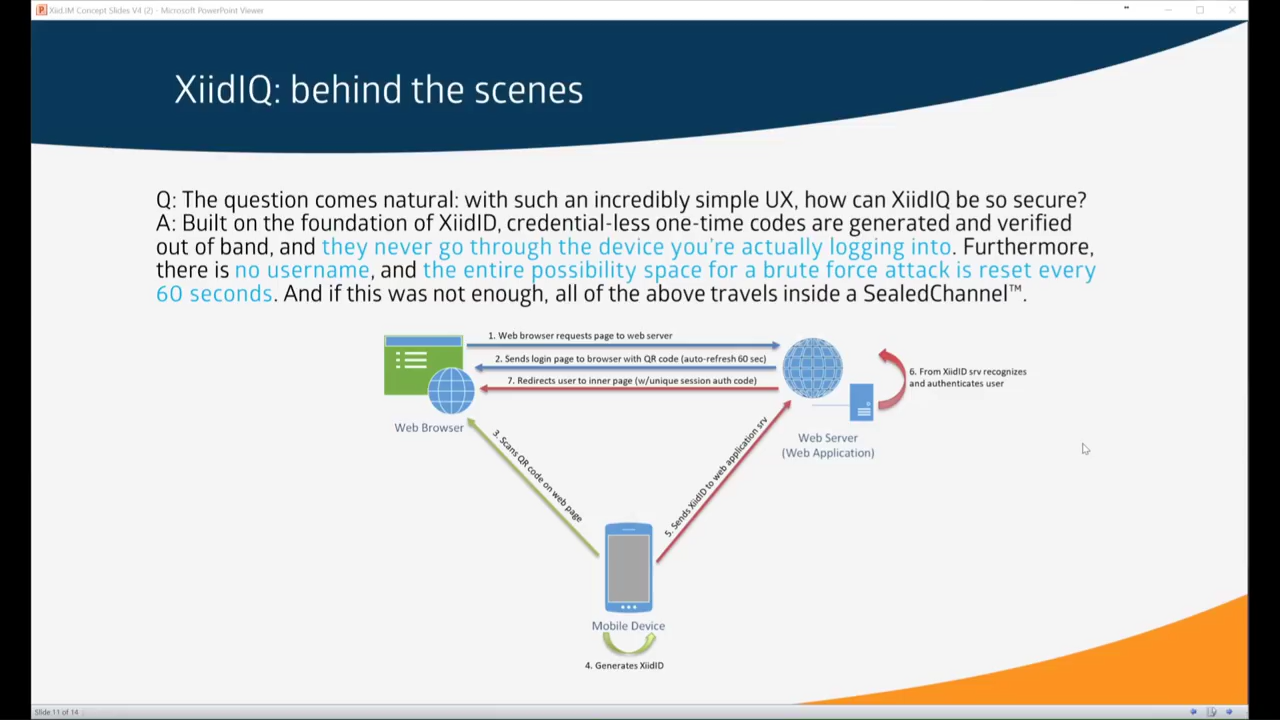 Xiid.IM Concept Slides V4 (2) - Microsoft PowerPoint Viewer
XiidIQ: behind the scenes
Q: The question comes natural: with such an incredibly simple UX, how can XiidIQ be so secure?
A: Built on the foundation of XiidID, credential-less one-time codes are generated and verified
out of band, and they never go through the device you're actually logging into. Furthermore,
there is no username, and the entire possibility space for a brute force attack is reset every
60 seconds. And if this was not enough, all of the above travels inside a SealedChannel™.
1. Web browser requests page to web server
2. Sends login page to browser with QR code (auto-refresh 60 sec)
7. Redirects user to inner page (w/unique session auth code)
6. From XiidID srv recognizes
and authenticates user
Web Browser
Web Server
(Web Application)
3. Scans QR code on web page
5. Sends XiidID to web application srv
Mobile Device
4. Generates XiidID
Slide 11 of 14